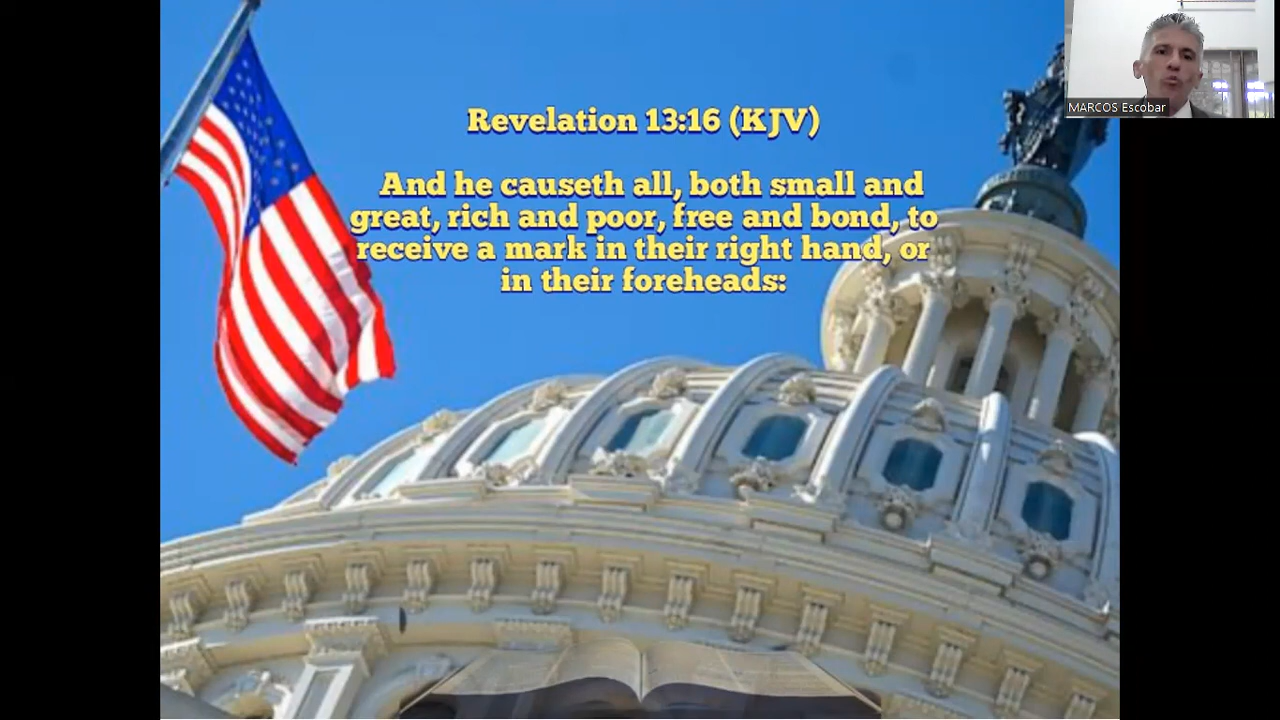 Revelation 13:16 (KJV)
And he causeth all, both small and
great, rich and poor, free and bond, to
receive a mark in their right hand, or
in their foreheads:
MARCOS Escobar